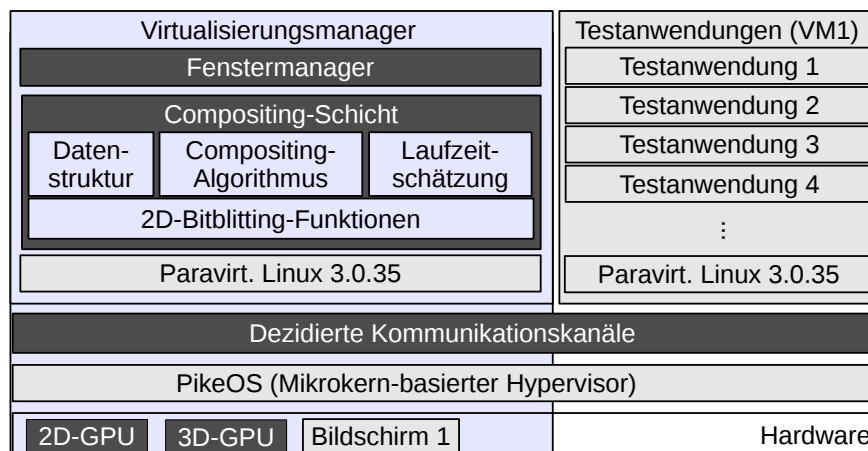 Virtualisierungsmanager
Fenstermanager
Compositing-Schicht
Daten-
struktur
Compositing-
Algorithmus
Laufzeit-
schätzung
2D-Bitblitting-Funktionen
Paravirt. Linux 3.0.35
Testanwendungen (VM1)
Testanwendung 1
Testanwendung 2
Testanwendung 3
Testanwendung 4
...
Paravirt. Linux 3.0.35
Dezidierte Kommunikationskanäle
PikeOS (Mikrokern-basierter Hypervisor)
2D-GPU
3D-GPU
Bildschirm 1
Hardware